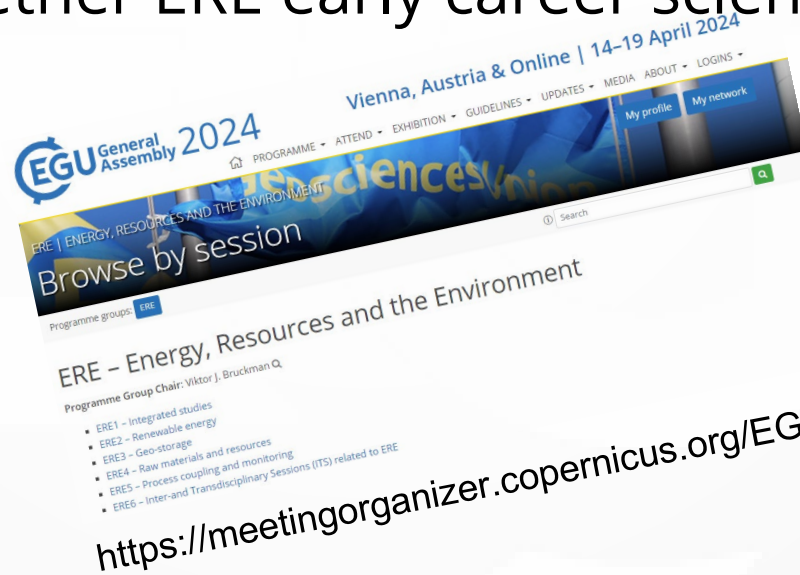 ERE early career scien
Vienna, Austria & Online | 14–19 April 2024
EGU General Assembly 2024
PROGRAMME ATTEND EXHIBITION GUIDELINES UPDATES MEDIA ABOUT LOGINS
My profile My network
ERE | ENERGY, RESOURCES AND THE ENVIRONMENT
Browse by session
Search
Programme groups: ERE
ERE – Energy, Resources and the Environment
Programme Group Chair: Viktor J. Bruckman
ERE1 – Integrated studies
ERE2 – Renewable energy
ERE3 – Geo-storage
ERE4 – Raw materials and resources
ERE5 – Process coupling and monitoring
ERE6 – Inter-and Transdisciplinary Sessions (ITS) related to ERE
https://meetingorganizer.copernicus.org/EG